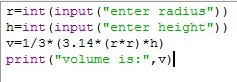 r=int(input("enter radius"))
h=int(input("enter height"))
v=1/3*(3.14*(r*r)*h)
print("volume is:",v)